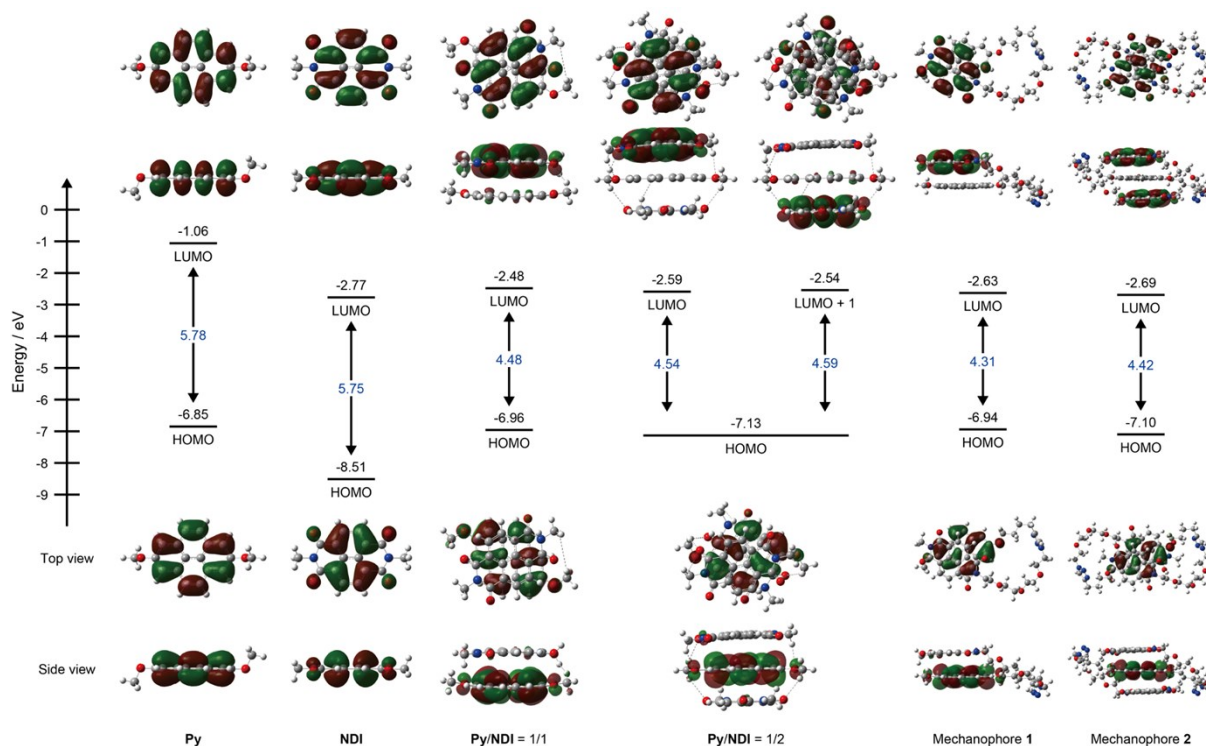 Energy / eV
0
-1
-2
-3
-4
-5
-6
-7
-8
-9
-1.06
LUMO
5.78
-6.85
HOMO
-2.77
LUMO
5.75
-8.51
HOMO
-2.48
LUMO
4.48
-6.96
HOMO
-2.59
LUMO
4.54
-2.54
LUMO + 1
4.59
-7.13
HOMO
-2.63
LUMO
4.31
-6.94
HOMO
-2.69
LUMO
4.42
-7.10
HOMO
Top view
Side view
Py
NDI
Py/NDI = 1/1
Py/NDI = 1/2
Mechanophore 1
Mechanophore 2